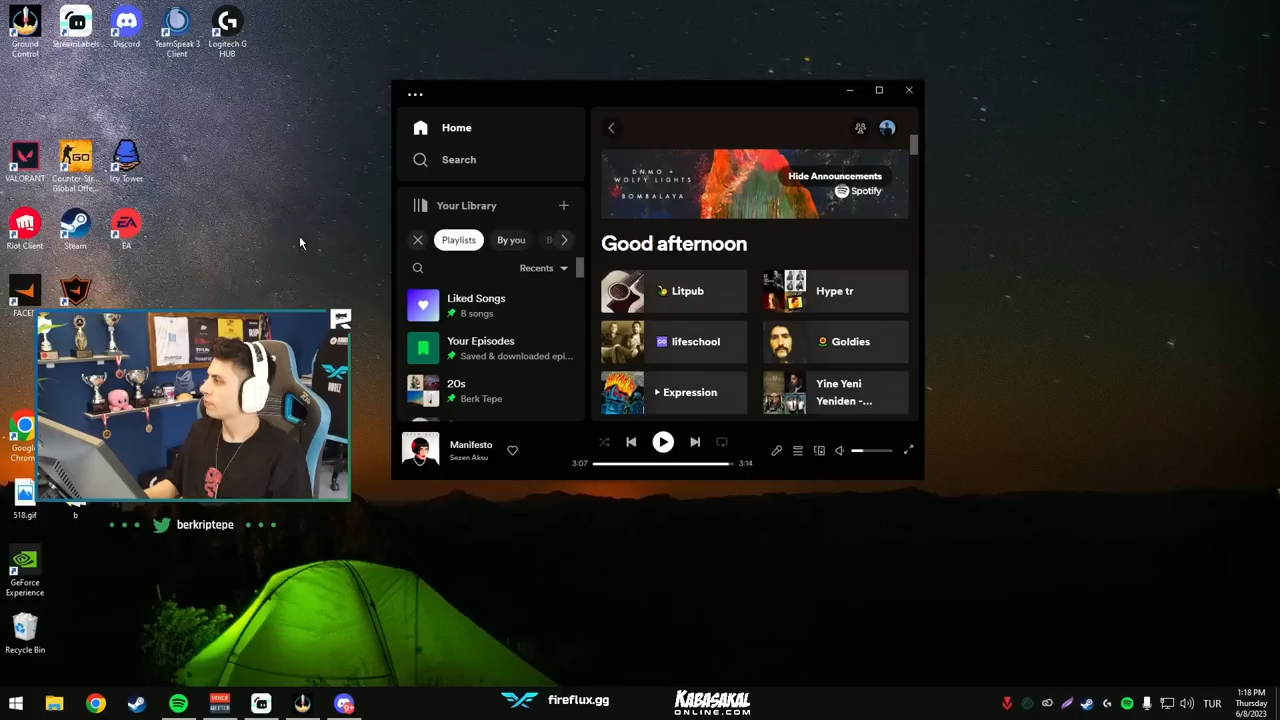 Ground
Control
StreamLabels
Discord
TeamSpeak 3
Client
Logitech G
HUB
VALORANT
Counter-Str...
Global Offe...
Icy Tower
Riot Client
Steam
EA
Google
518.gif
b
GeForce
Experience
Recycle Bin
berkriptepe
Home
Search
Your Library
Playlists
By you
Recents
Liked Songs
8 songs
Your Episodes
Saved & downloaded epi...
20s
Berk Tepe
DNMO +
WOLFY LIGHTS
BOMBALAYA
Hide Announcements
Spotify
Good afternoon
Litpub
Hype tr
lifeschool
Goldies
Expression
Yine Yeni
Yeniden -...
Manifesto
Sezen Aksu
3:07
3:14
VOICE
MEETER
fireflux.gg
KABASAKAL
ONLINE.COM
TUR
1:18 PM
Thursday
6/8/2023